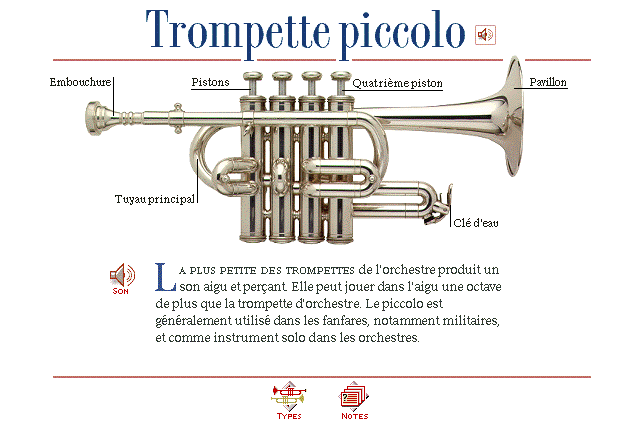 Trompette piccolo
Embouchure
Pistons
Quatrième piston
Pavillon
Tuyau principal
Clé d'eau
Son
LA PLUS PETITE DES TROMPETTES de l'orchestre produit un
son aigu et perçant. Elle peut jouer dans l'aigu une octave
de plus que la trompette d'orchestre. Le piccolo est
généralement utilisé dans les fanfares, notamment militaires,
et comme instrument solo dans les orchestres.
TYPES
NOTES